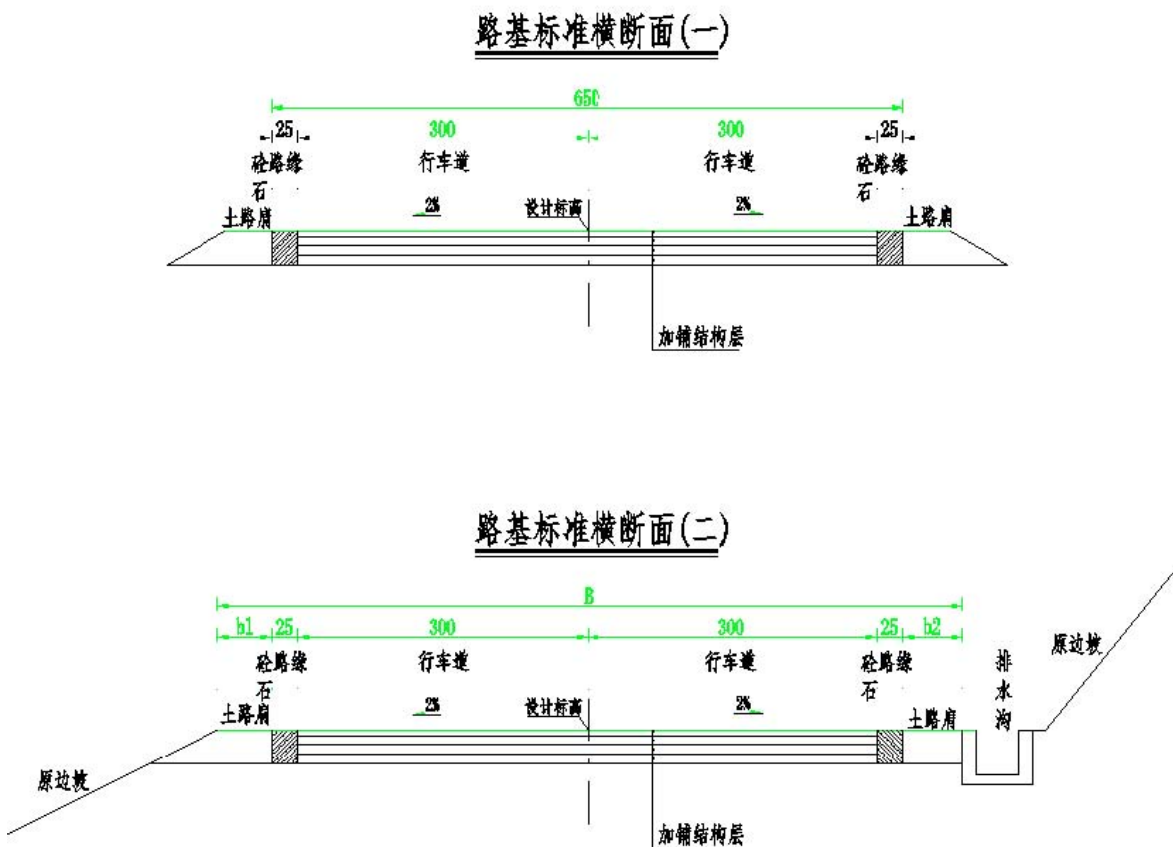 路基标准横断面(一)
650
25 300 300 25
砼路缘石 行车道 行车道 砼路缘石
土路肩 2% 设计标高 2% 土路肩
加铺结构层
路基标准横断面(二)
B
b1 25 300 300 25 b2
砼路缘石 行车道 行车道 砼路缘石 排水沟 原边坡
土路肩 2% 设计标高 2% 土路肩
原边坡
加铺结构层